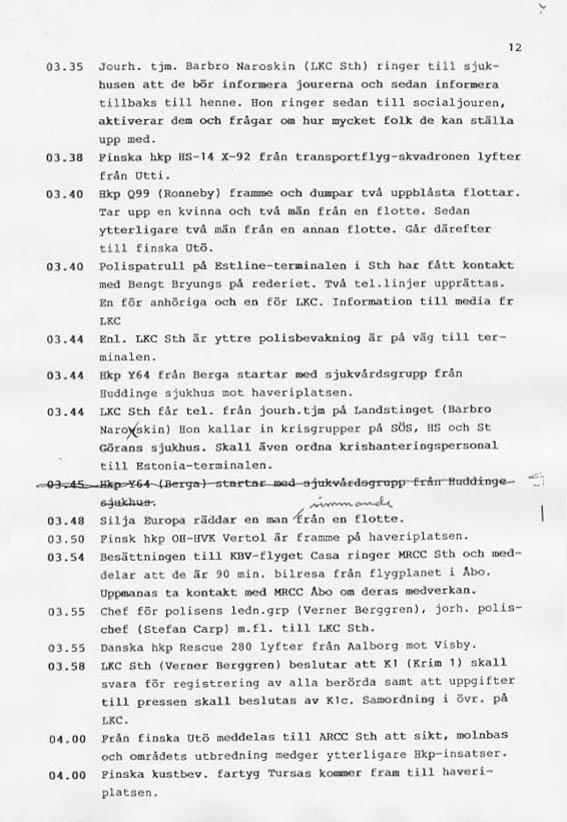 12
03.35 Jourh. tjm. Barbro Naroskin (LKC Sth) ringer till sjuk-
husen att de bör informera jourerna och sedan informera
tillbaks till henne. Hon ringer sedan till socialjouren,
aktiverar dem och frågar om hur mycket folk de kan ställa
upp med.
03.38 Finska hkp HS-14 X-92 från transportflyg-skvadronen lyfter
från Utti.
03.40 Hkp Q99 (Ronneby) framme och dumpar två uppblåsta flottar.
Tar upp en kvinna och två män från en flotte. Sedan
ytterligare två män från en annan flotte. Går därefter
till finska Utö.
03.40 Polispatrull på Estline-terminalen i Sth har fått kontakt
med Bengt Bryungs på rederiet. Två tel.linjer upprättas.
En för anhöriga och en för LKC. Information till media fr
LKC
03.44 Enl. LKC Sth är yttre polisbevakning är på väg till ter-
minalen.
03.44 Hkp Y64 från Berga startar med sjukvårdsgrupp från
Huddinge sjukhus mot haveriplatsen.
03.44 LKC Sth får tel. från jourh.tjm på Landstinget (Barbro
Naroskin) Hon kallar in krisgrupper på SÖS, HS och St
Görans sjukhus. Skall även ordna krishanteringspersonal
till Estonia-terminalen.
03.45 Hkp Y64 (Berga) startar med sjukvårdsgrupp från Huddinge
sjukhus.
simmande
03.48 Silja Europa räddar en man från en flotte.
03.50 Finsk hkp OH-HVK Vertol är framme på haveriplatsen.
03.54 Besättningen till KBV-flyget Casa ringer MRCC Sth och med-
delar att de är 90 min. bilresa från flygplanet i Åbo.
Uppmanas ta kontakt med MRCC Åbo om deras medverkan.
03.55 Chef för polisens ledn.grp (Verner Berggren), jorh. polis-
chef (Stefan Carp) m.fl. till LKC Sth.
03.55 Danska hkp Rescue 280 lyfter från Aalborg mot Visby.
03.58 LKC Sth (Verner Berggren) beslutar att K1 (Krim 1) skall
svara för registrering av alla berörda samt att uppgifter
till pressen skall beslutas av K1c. Samordning i övr. på
LKC.
04.00 Från finska Utö meddelas till ARCC Sth att sikt, molnbas
och områdets utbredning medger ytterligare Hkp-insatser.
04.00 Finska kustbev. fartyg Tursas kommer fram till haveri-
platsen.